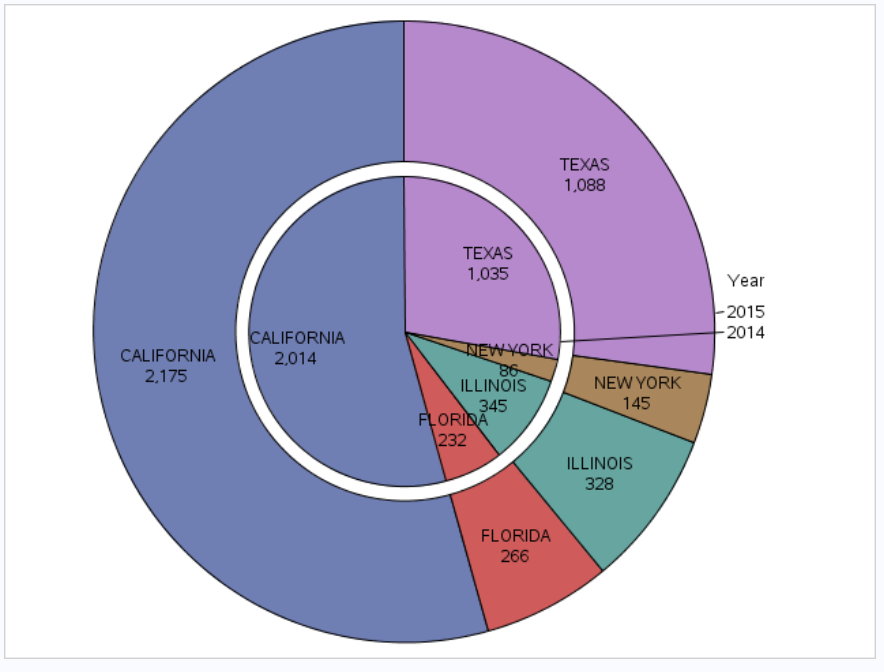 TEXAS
1,088
TEXAS
1,035
Year
2015
2014
CALIFORNIA
2,014
NEW YORK
86
CALIFORNIA
2,175
ILLINOIS
345
NEW YORK
145
FLORIDA
232
ILLINOIS
328
FLORIDA
266